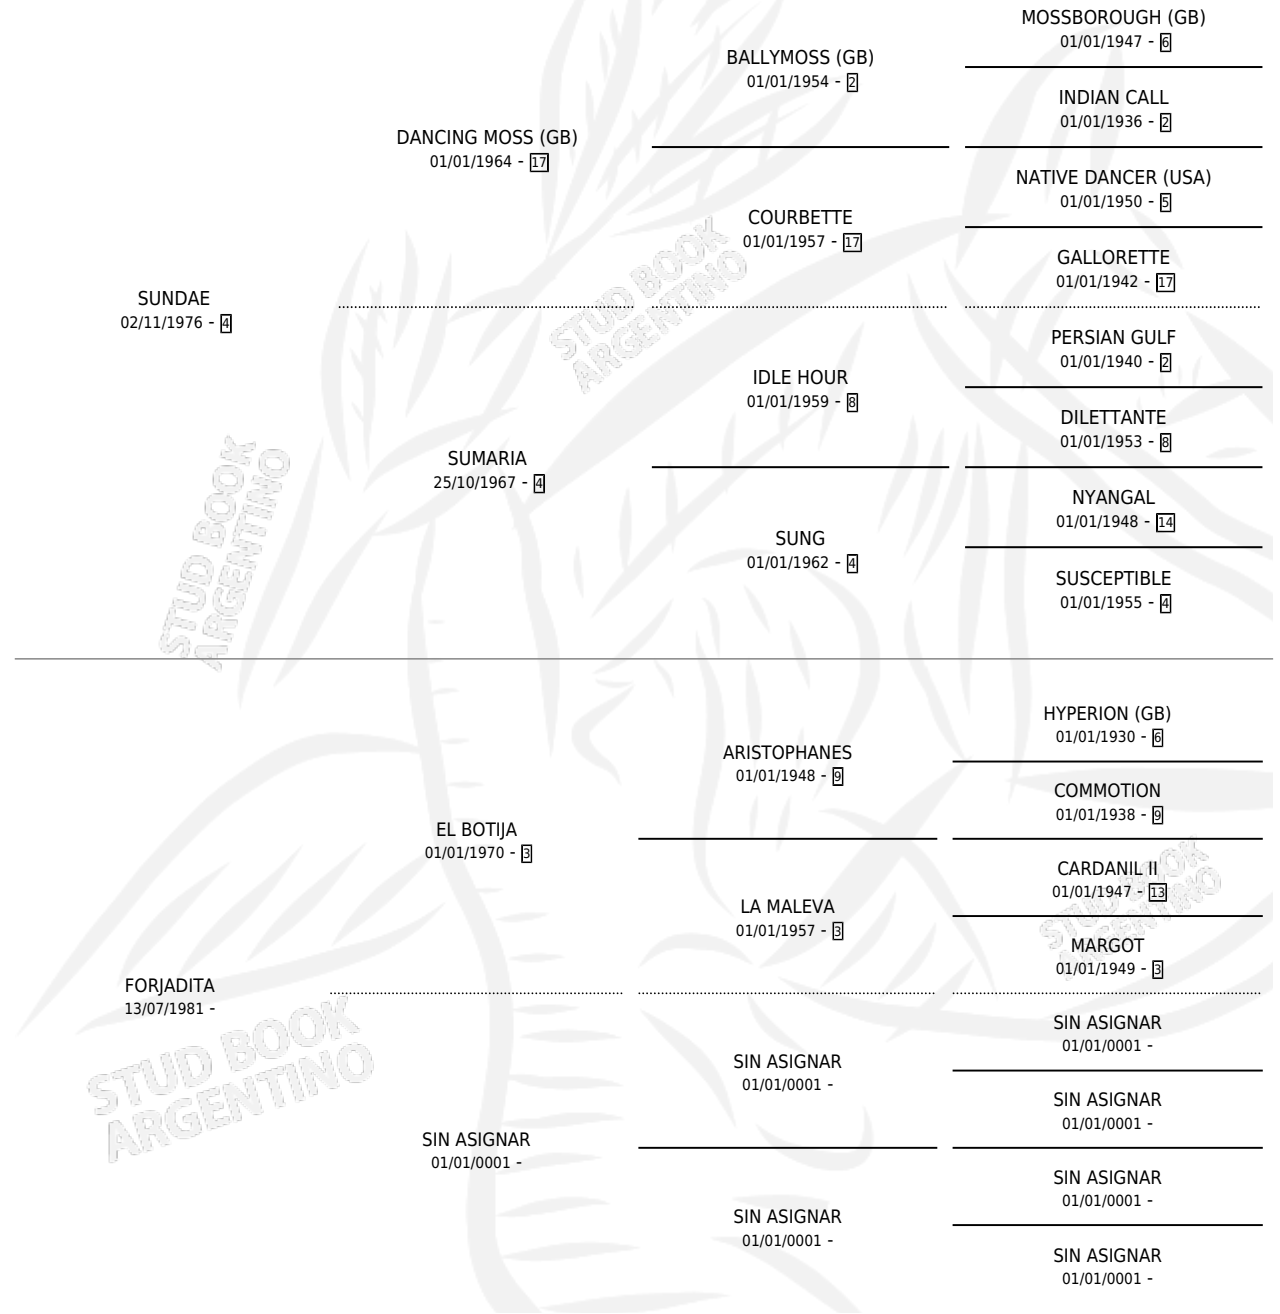 MOSSBOROUGH (GB)
01/01/1947 - 6
BALLYMOSS (GB)
01/01/1954 - 2
INDIAN CALL
01/01/1936 - 2
DANCING MOSS (GB)
01/01/1964 - 17
NATIVE DANCER (USA)
01/01/1950 - 5
COURBETTE
01/01/1957 - 17
GALLORETTE
01/01/1942 - 17
SUNDAE
02/11/1976 - 4
PERSIAN GULF
01/01/1940 - 2
IDLE HOUR
01/01/1959 - 8
DILETTANTE
01/01/1953 - 8
SUMARIA
25/10/1967 - 4
NYANGAL
01/01/1948 - 14
SUNG
01/01/1962 - 4
SUSCEPTIBLE
01/01/1955 - 4
HYPERION (GB)
01/01/1930 - 6
ARISTOPHANES
01/01/1948 - 9
COMMOTION
01/01/1938 - 9
EL BOTIJA
01/01/1970 - 3
CARDANIL II
01/01/1947 - 13
LA MALEVA
01/01/1957 - 3
MARGOT
01/01/1949 - 3
FORJADITA
13/07/1981 -
SIN ASIGNAR
01/01/0001 -
SIN ASIGNAR
01/01/0001 -
SIN ASIGNAR
01/01/0001 -
SIN ASIGNAR
01/01/0001 -
SIN ASIGNAR
01/01/0001 -
SIN ASIGNAR
01/01/0001 -
SIN ASIGNAR
01/01/0001 -
STUD BOOK
ARGENTINO
STUD BOOK
ARGENTINO
STUD BOOK
ARGENTINO
STUD BOOK
ARGENTINO